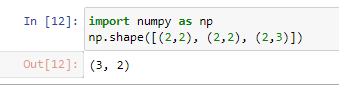 In [12]: import numpy as np
np.shape([(2,2), (2,2), (2,3)])
Out[12]: (3, 2)